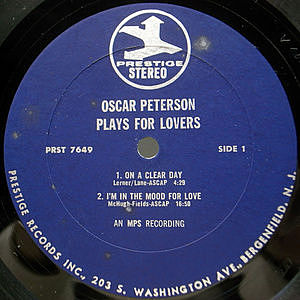 PRESTIGE
STEREO
OSCAR PETERSON
PLAYS FOR LOVERS
PRST 7649 SIDE 1
1. ON A CLEAR DAY
Lerner/Lane-ASCAP 4:29
2. I'M IN THE MOOD FOR LOVE
McHugh-Fields-ASCAP 16:50
AN MPS RECORDING
PRESTIGE RECORDS INC., 203 S. WASHINGTON AVE., BERGENFIELD, N. J.